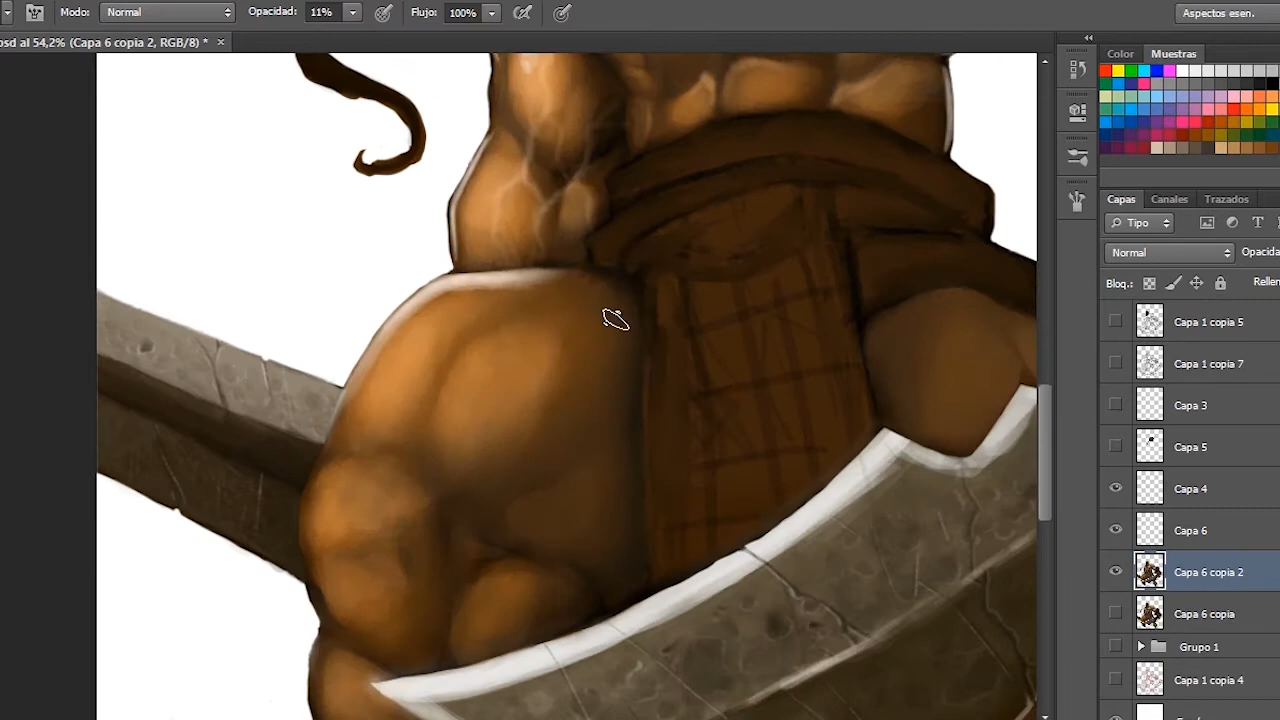 Modo: Normal Opacidad: 11% Flujo: 100% Aspectos esen.
osd al 54,2% (Capa 6 copia 2, RGB/8) * ×
Color Muestras
Capas Canales Trazados
Tipo T
Normal Opacida
Bloq.: Rellen
Capa 1 copia 5
Capa 1 copia 7
Capa 3
Capa 5
Capa 4
Capa 6
Capa 6 copia 2
Capa 6 copia
Grupo 1
Capa 1 copia 4